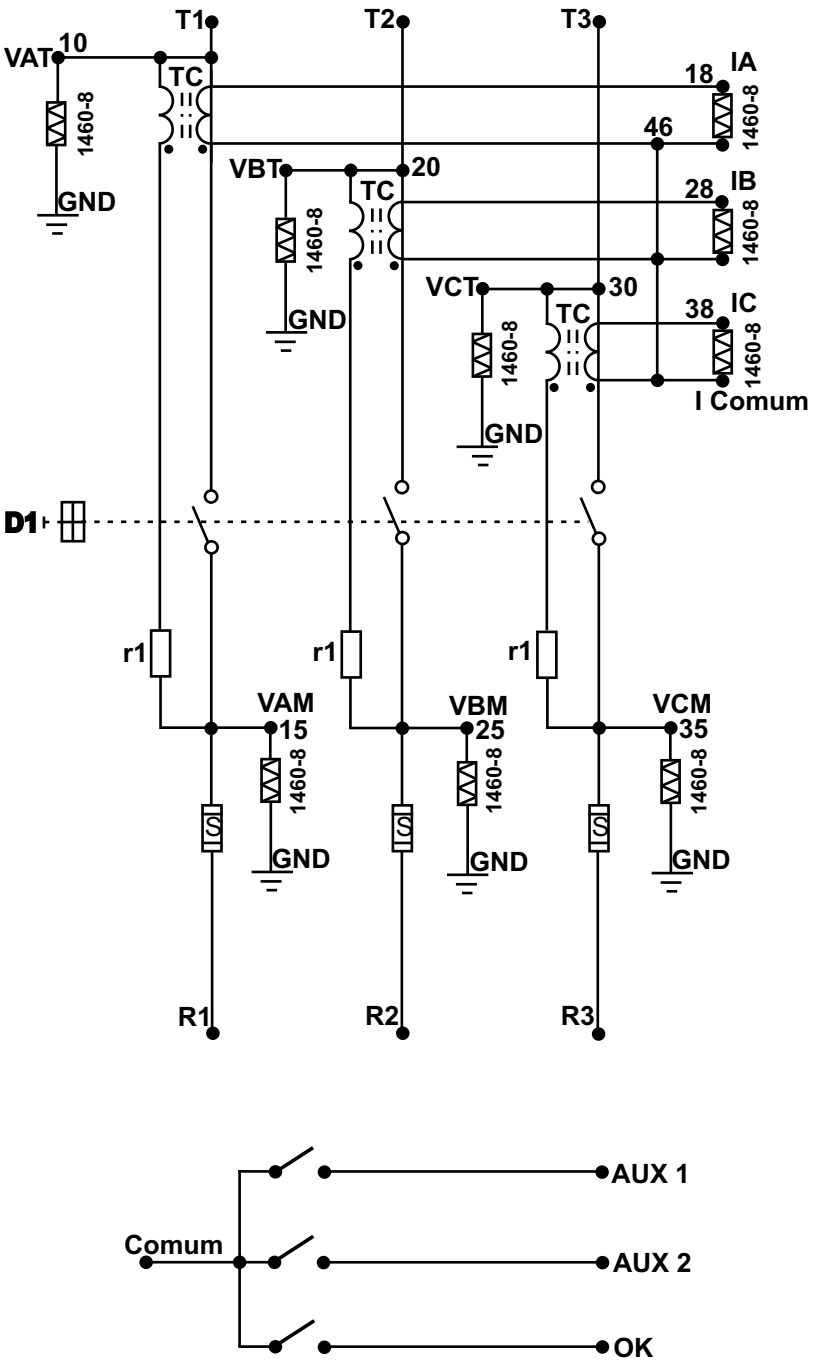 T1 T2 T3
VAT 10
TC
1460-8
GND
18 IA
1460-8
46
VBT 20
TC
1460-8
GND
28 IB
1460-8
VCT 30
TC
1460-8
GND
38 IC
1460-8
I Comum
D1
r1 r1 r1
VAM
15
1460-8
GND
VBM
25
1460-8
GND
VCM
35
1460-8
GND
S S S
R1 R2 R3
AUX 1
Comum
AUX 2
OK